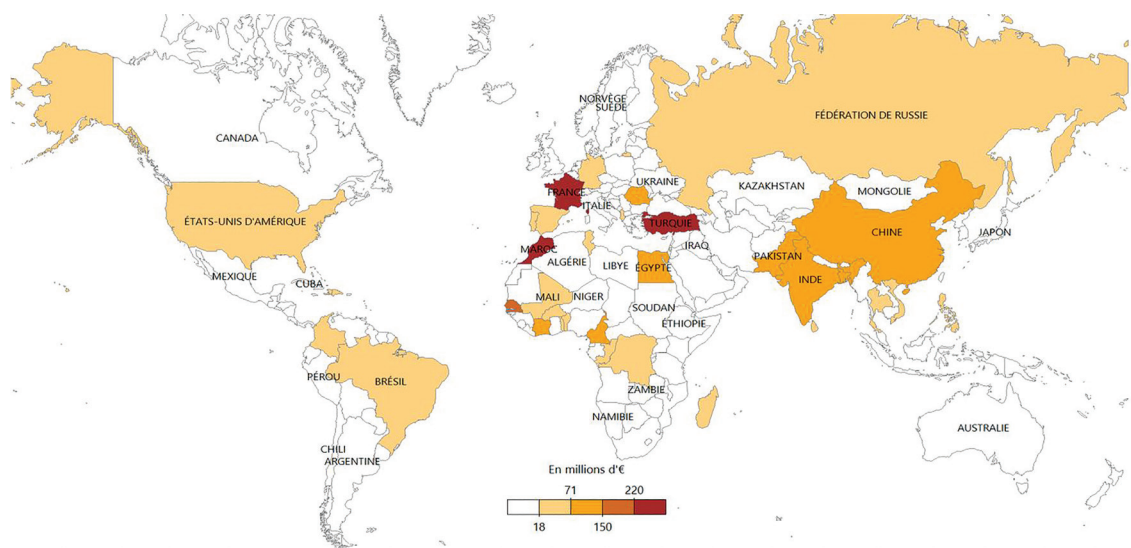 NORVÈGE
SUÈDE
FÉDÉRATION DE RUSSIE
CANADA
UKRAINE
KAZAKHSTAN
MONGOLIE
FRANCE
ITALIE
ÉTATS-UNIS D'AMÉRIQUE
TURQUIE
CHINE
JAPON
MAROC
IRAQ
PAKISTAN
ALGÉRIE
LIBYE
ÉGYPTE
MEXIQUE
INDE
CUBA
MALI
NIGER
SOUDAN
ÉTHIOPIE
PÉROU
BRÉSIL
ZAMBIE
NAMIBIE
AUSTRALIE
CHILI
ARGENTINE
En millions d'€
71 220
18 150